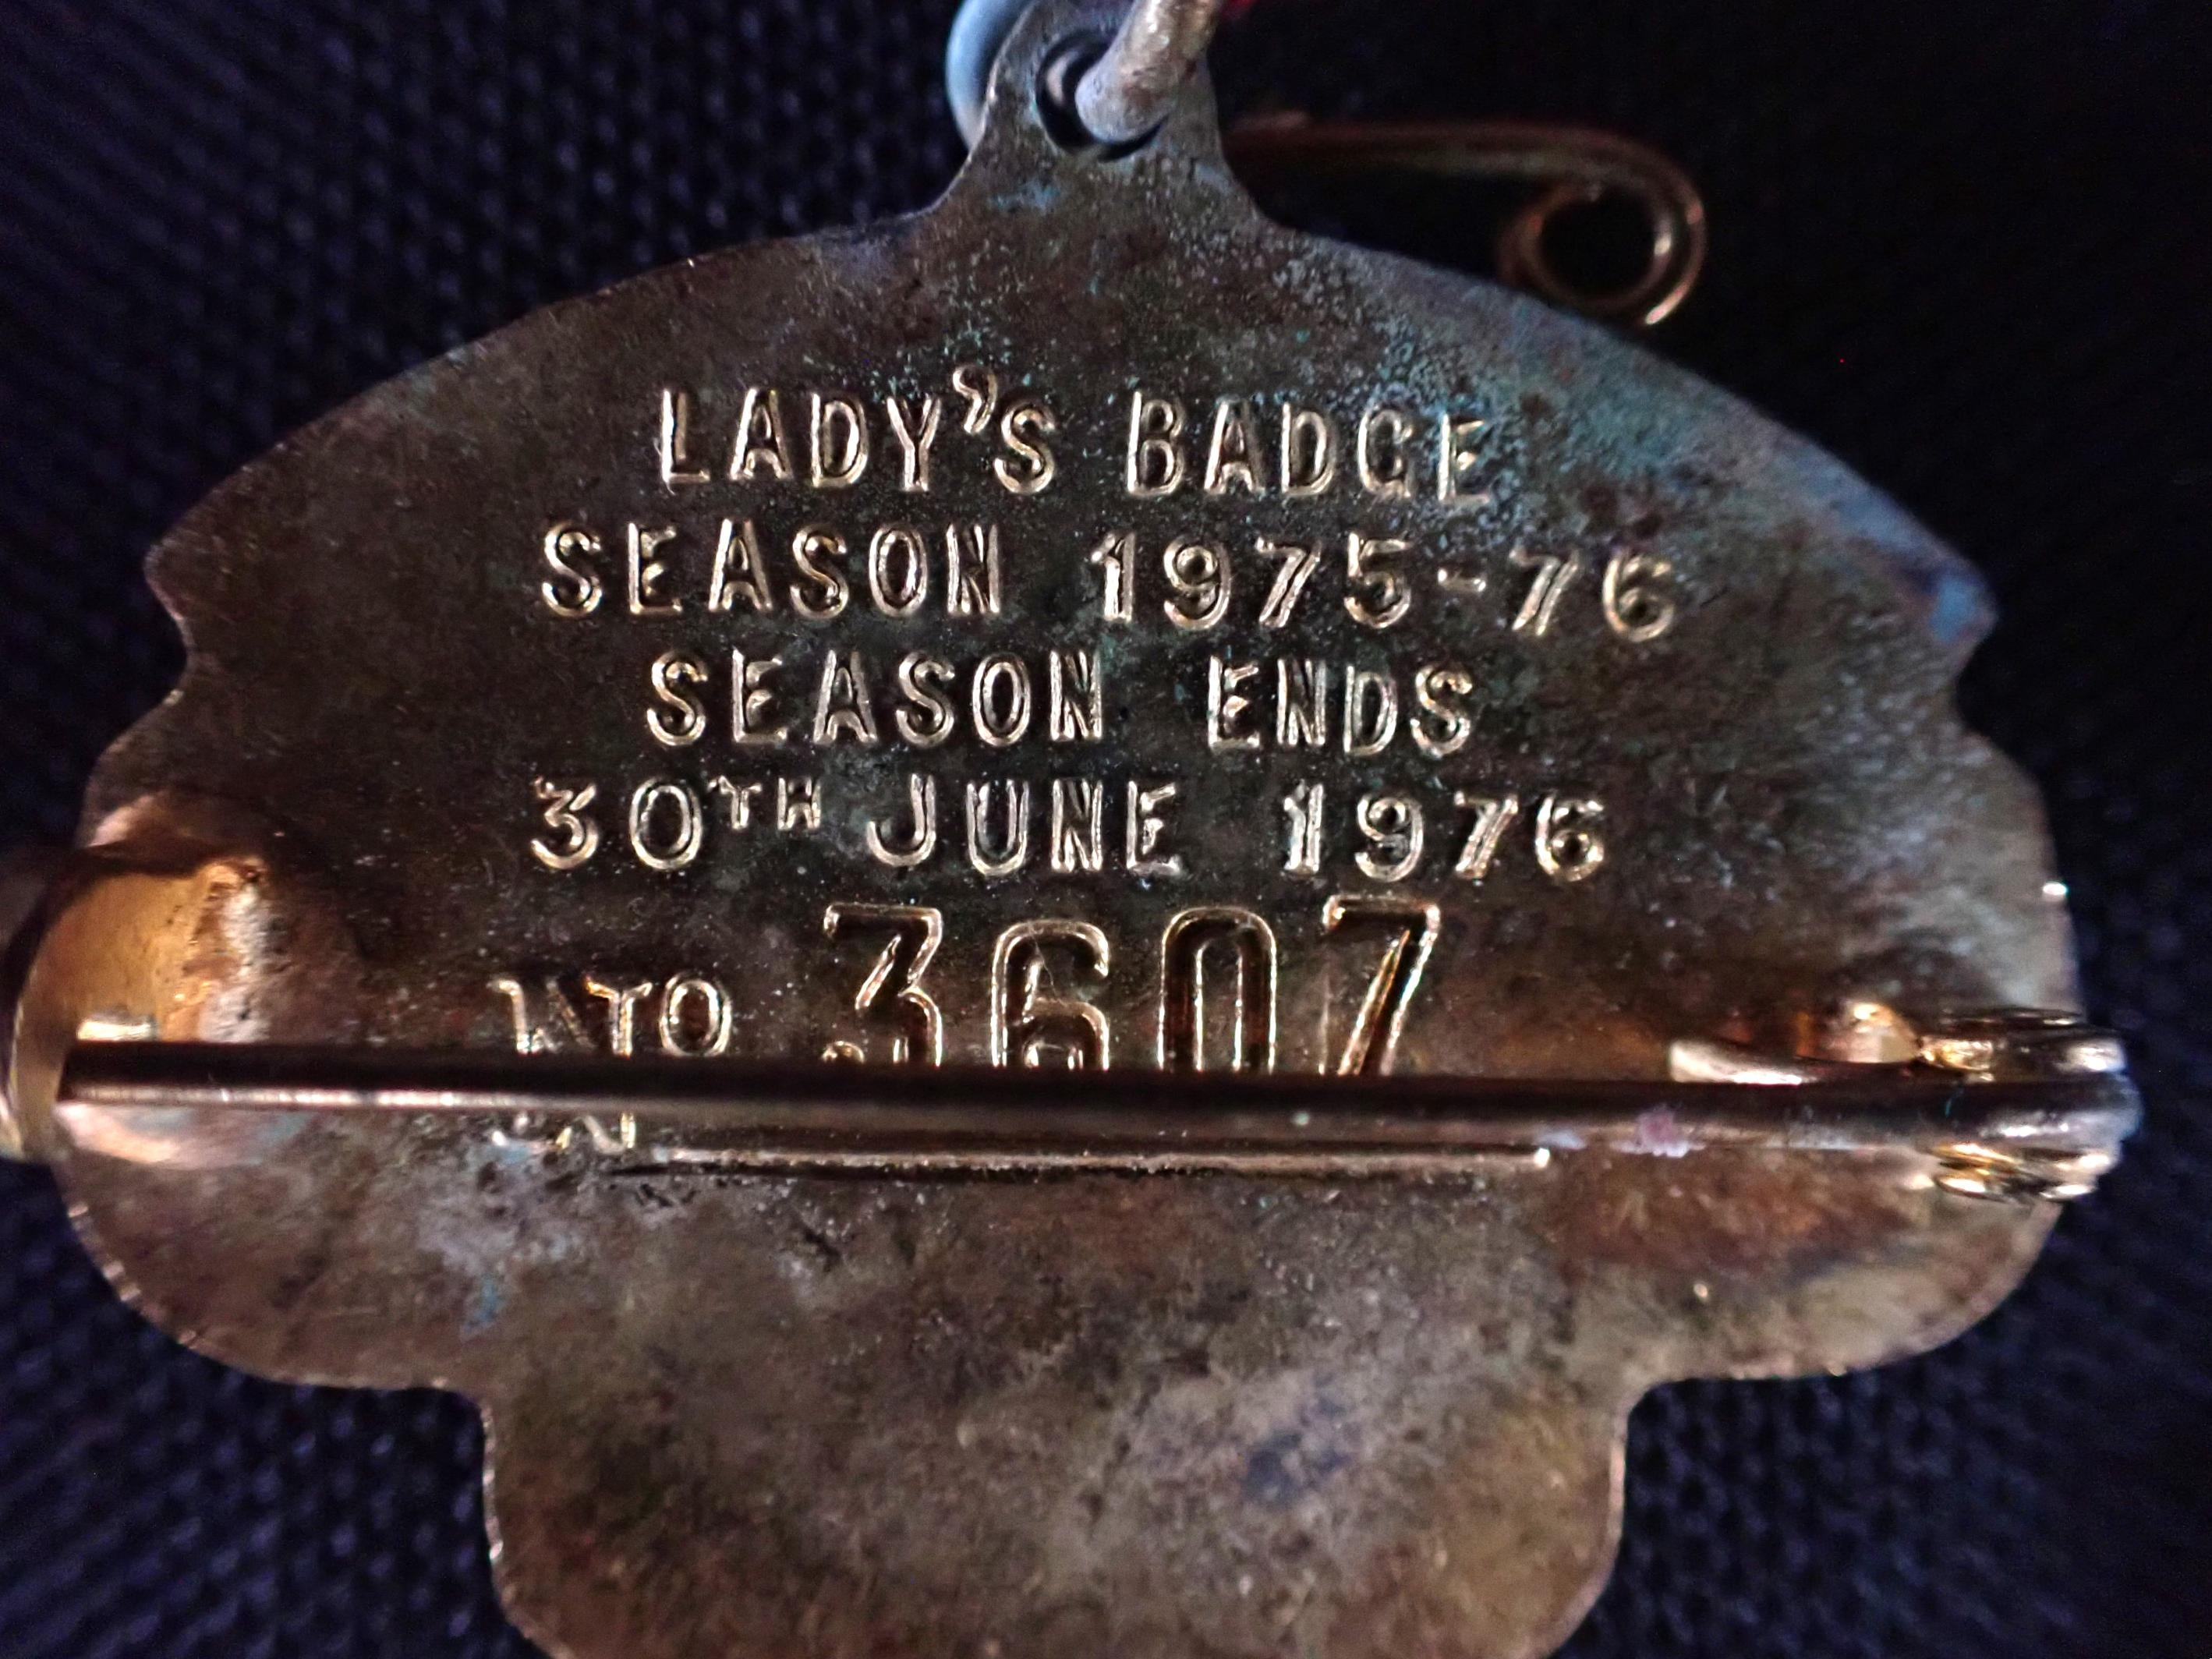 LADY'S BADGE
SEASON 1975-76
SEASON ENDS
30TH JUNE 1976
NO 3607